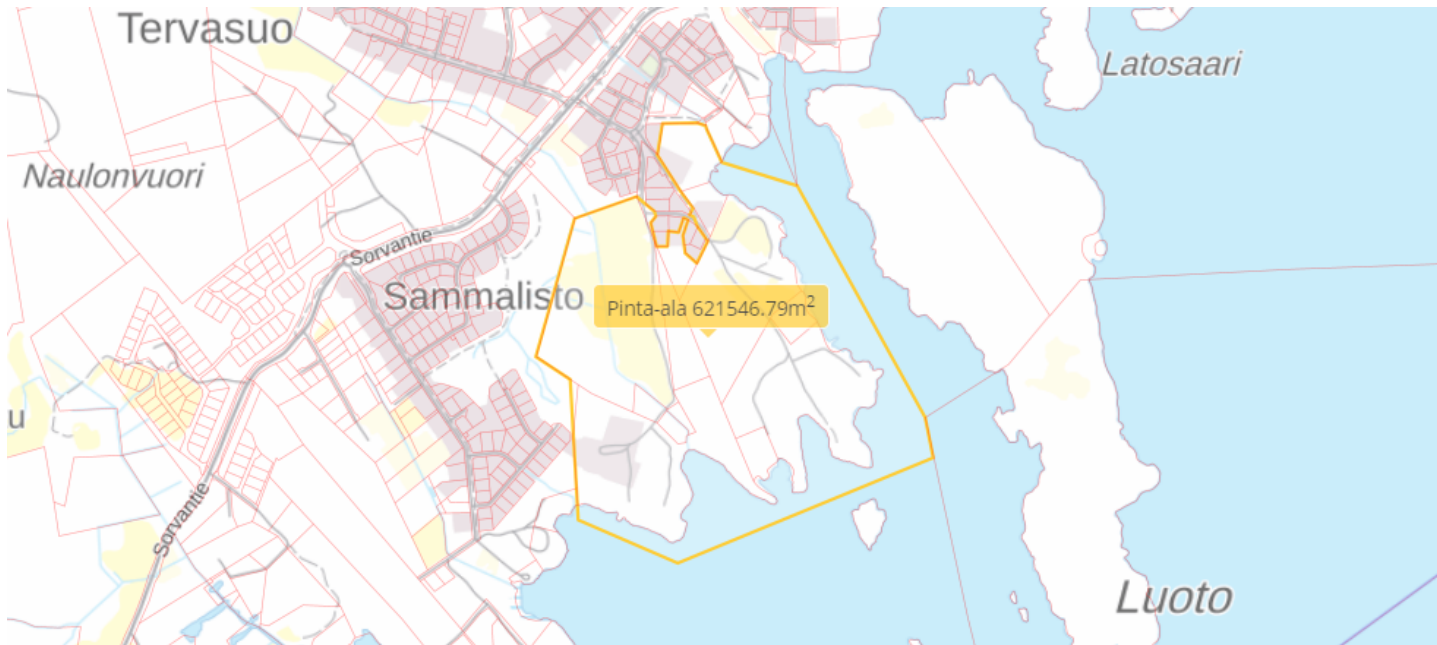 Tervasuo
Latosaari
Naulonvuori
Sorvantie
Sammalisto
Pinta-ala 621546.79m²
u
Sorvantie
Luoto